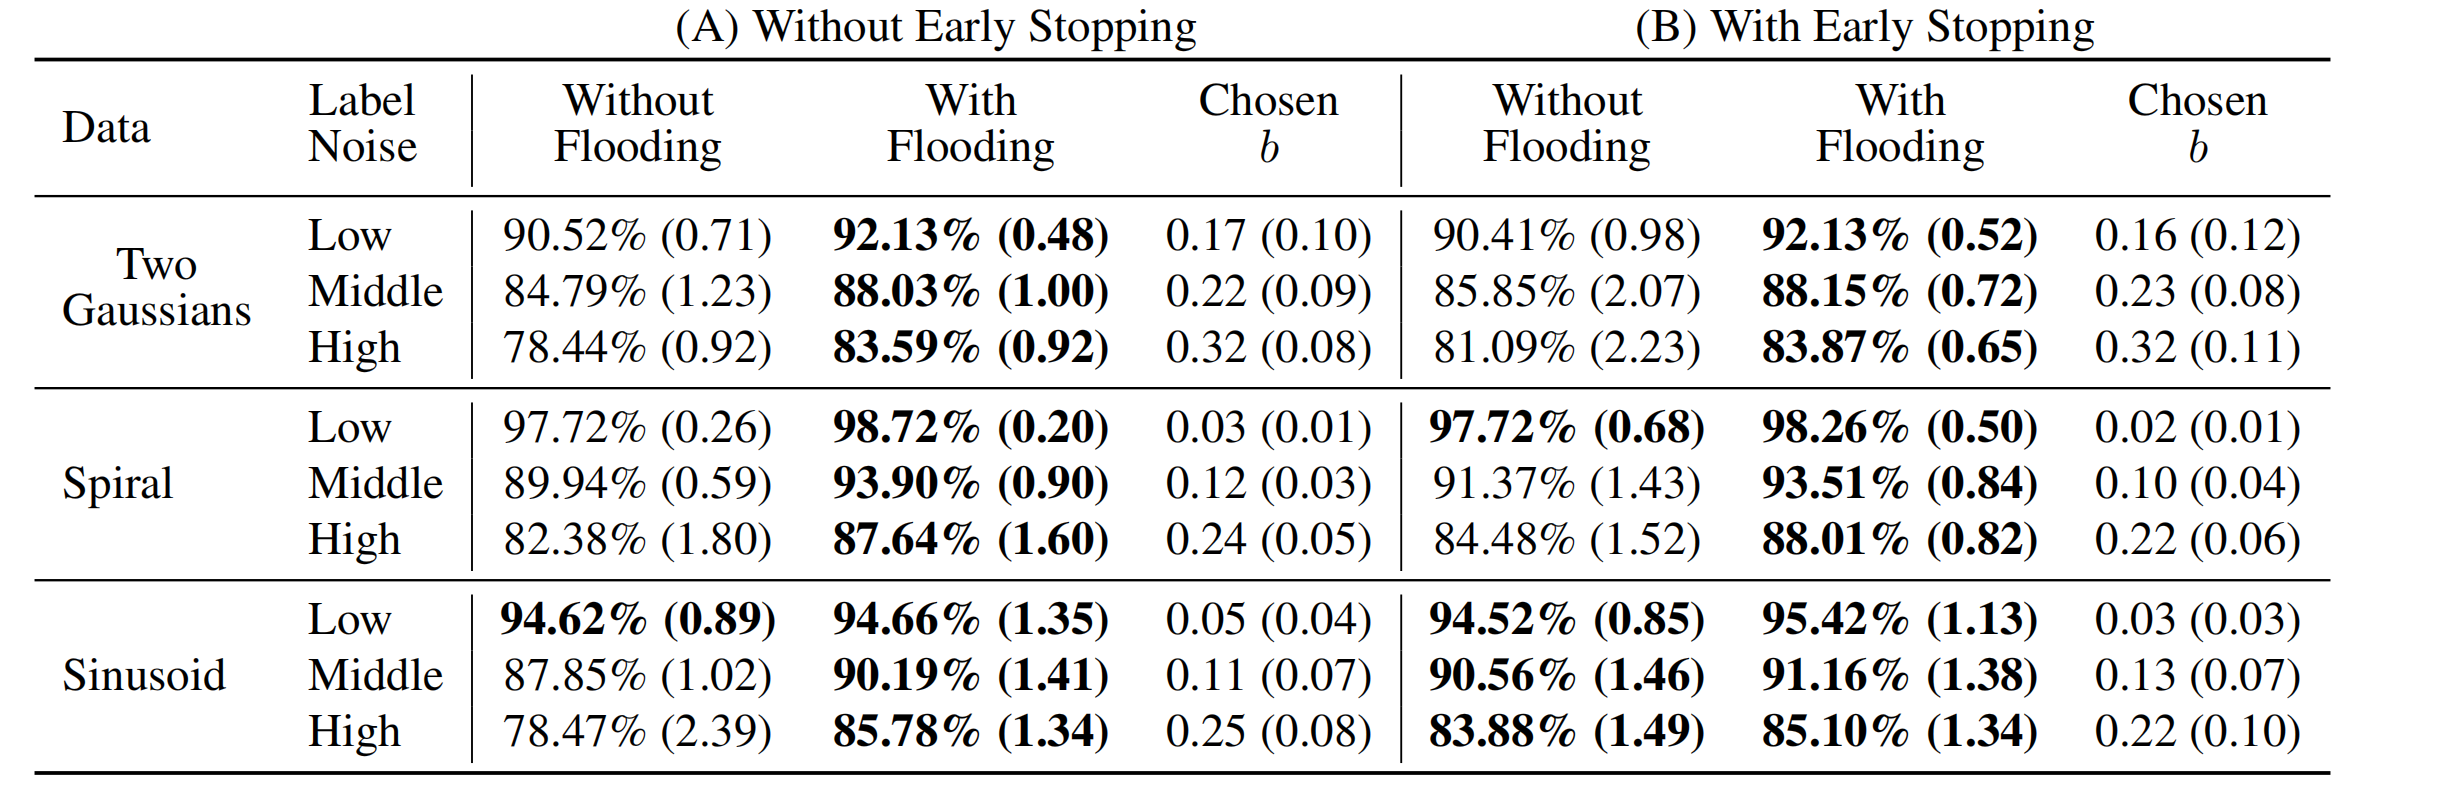 (A) Without Early Stopping (B) With Early Stopping
Data Label Noise Without Flooding With Flooding Chosen b Without Flooding With Flooding Chosen b
Two Gaussians
Low 90.52% (0.71) 92.13% (0.48) 0.17 (0.10) 90.41% (0.98) 92.13% (0.52) 0.16 (0.12)
Middle 84.79% (1.23) 88.03% (1.00) 0.22 (0.09) 85.85% (2.07) 88.15% (0.72) 0.23 (0.08)
High 78.44% (0.92) 83.59% (0.92) 0.32 (0.08) 81.09% (2.23) 83.87% (0.65) 0.32 (0.11)
Spiral
Low 97.72% (0.26) 98.72% (0.20) 0.03 (0.01) 97.72% (0.68) 98.26% (0.50) 0.02 (0.01)
Middle 89.94% (0.59) 93.90% (0.90) 0.12 (0.03) 91.37% (1.43) 93.51% (0.84) 0.10 (0.04)
High 82.38% (1.80) 87.64% (1.60) 0.24 (0.05) 84.48% (1.52) 88.01% (0.82) 0.22 (0.06)
Sinusoid
Low 94.62% (0.89) 94.66% (1.35) 0.05 (0.04) 94.52% (0.85) 95.42% (1.13) 0.03 (0.03)
Middle 87.85% (1.02) 90.19% (1.41) 0.11 (0.07) 90.56% (1.46) 91.16% (1.38) 0.13 (0.07)
High 78.47% (2.39) 85.78% (1.34) 0.25 (0.08) 83.88% (1.49) 85.10% (1.34) 0.22 (0.10)